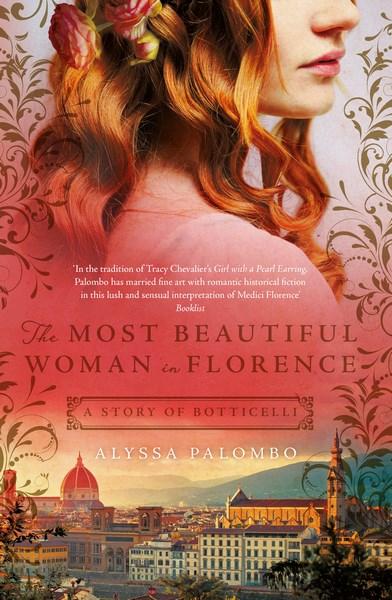 'In the tradition of Tracy Chevalier's Girl with a Pearl Earring,
Palombo has married fine art with romantic historical fiction
in this lush and sensual interpretation of Medici Florence'
Booklist
The MOST BEAUTIFUL
WOMAN in FLORENCE
A STORY OF BOTTICELLI
ALYSSA PALOMBO